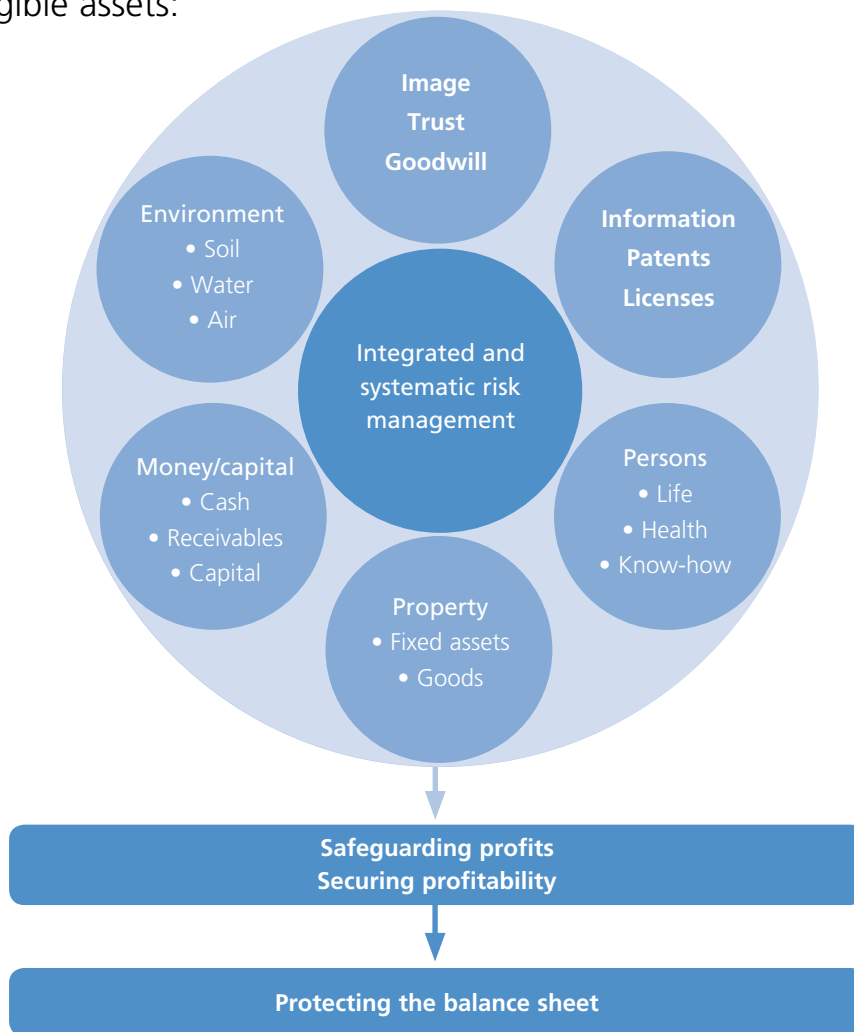 assets:
Image
Trust
Goodwill
Environment
• Soil
• Water
• Air
Information
Patents
Licenses
Integrated and
systematic risk
management
Money/capital
• Cash
• Receivables
• Capital
Persons
• Life
• Health
• Know-how
Property
• Fixed assets
• Goods
Safeguarding profits
Securing profitability
Protecting the balance sheet